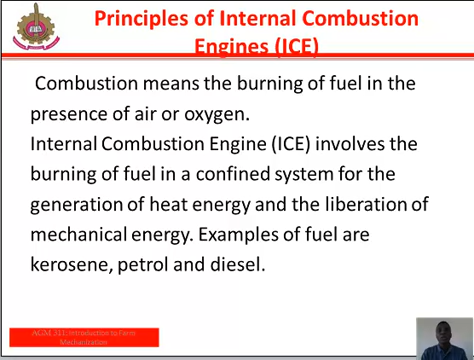 Principles of Internal Combustion
Engines (ICE)
Combustion means the burning of fuel in the
presence of air or oxygen.
Internal Combustion Engine (ICE) involves the
burning of fuel in a confined system for the
generation of heat energy and the liberation of
mechanical energy. Examples of fuel are
kerosene, petrol and diesel.
AGM 311: Introduction to Farm
Mechanization